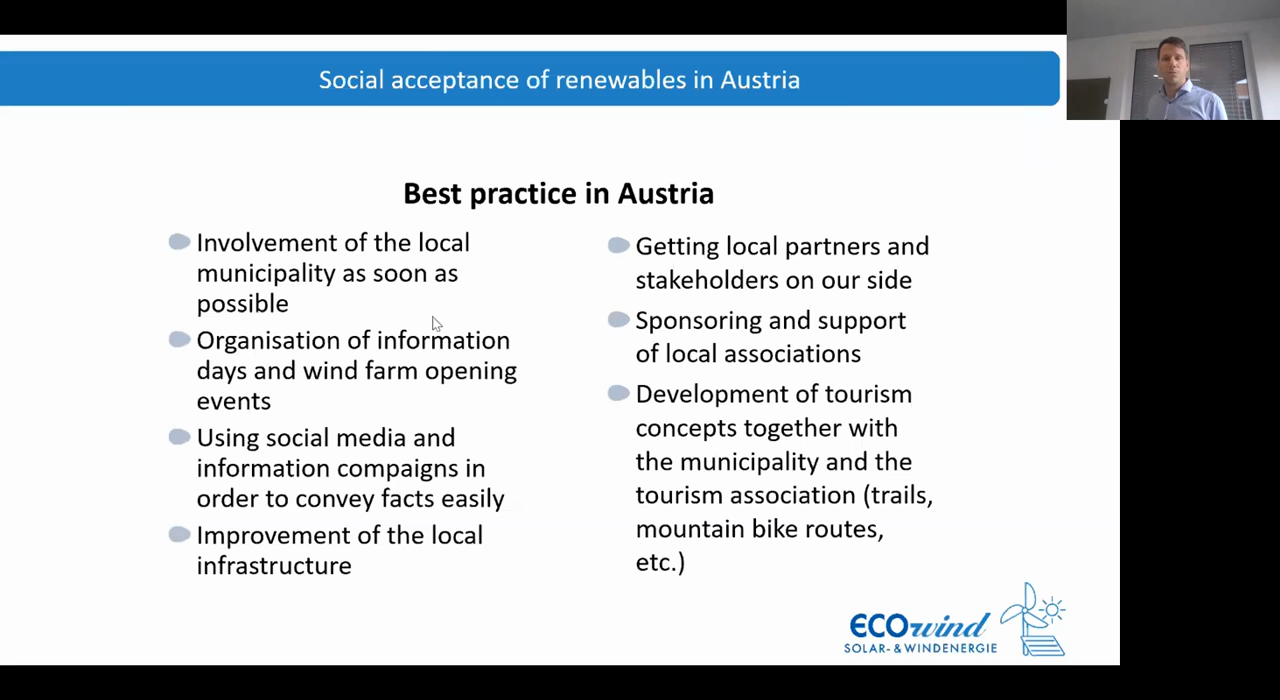 Social acceptance of renewables in Austria
Best practice in Austria
Involvement of the local
municipality as soon as
possible
Organisation of information
days and wind farm opening
events
Using social media and
information compaigns in
order to convey facts easily
Improvement of the local
infrastructure
Getting local partners and
stakeholders on our side
Sponsoring and support
of local associations
Development of tourism
concepts together with
the municipality and the
tourism association (trails,
mountain bike routes,
etc.)
ECOwind
SOLAR- & WINDENERGIE